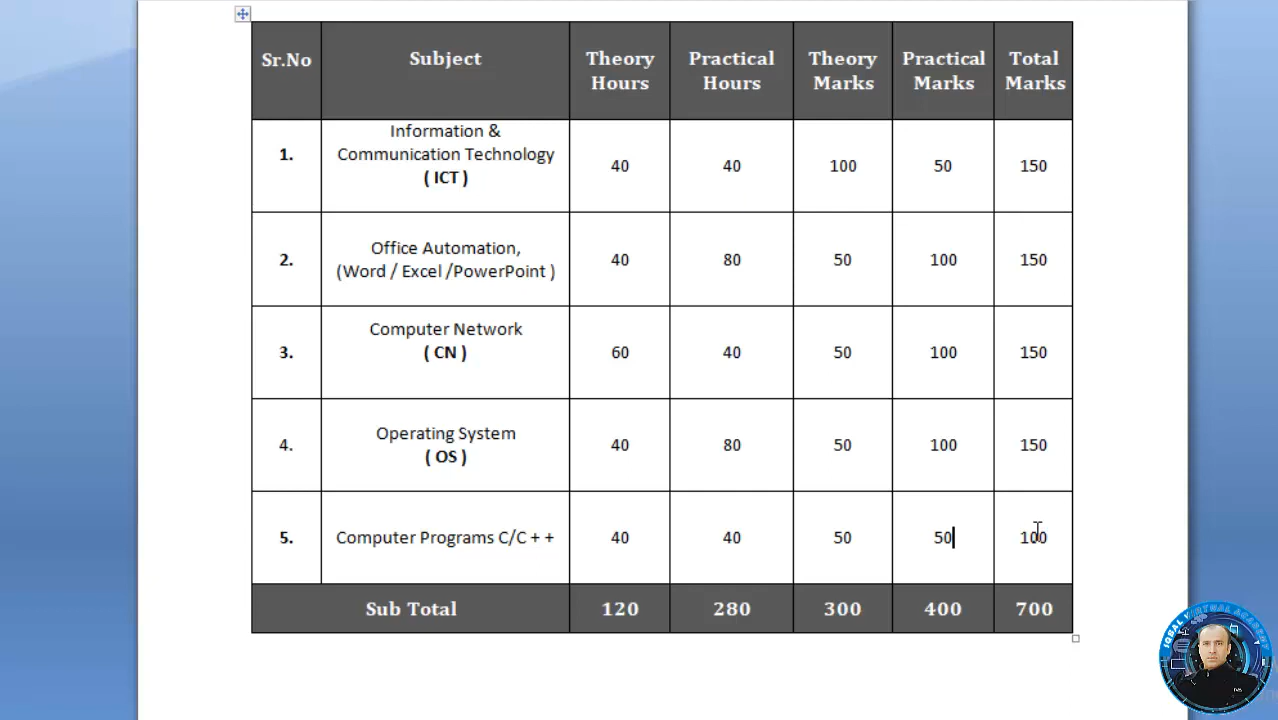 Sr.No Subject Theory Hours Practical Hours Theory Marks Practical Marks Total Marks
1. Information & Communication Technology ( ICT ) 40 40 100 50 150
2. Office Automation, (Word / Excel /PowerPoint ) 40 80 50 100 150
3. Computer Network ( CN ) 60 40 50 100 150
4. Operating System ( OS ) 40 80 50 100 150
5. Computer Programs C/C + + 40 40 50 50 100
Sub Total 120 280 300 400 700
IQBAL VIRTUAL ACADEMY